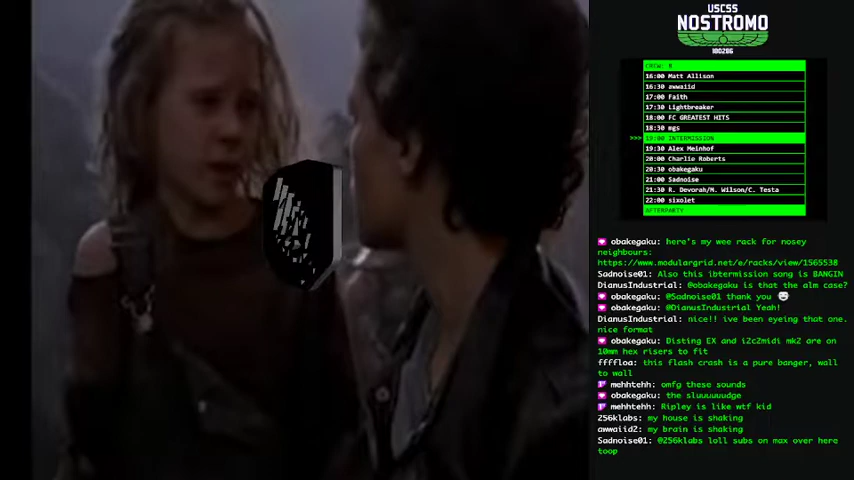 USCSS
NOSTROMO
180286
CREW: 8
16:00 Matt Allison
16:30 awwaiid
17:00 Faith
17:30 Lightbreaker
18:00 FC GREATEST HITS
18:30 mgs
>>> 19:00 INTERMISSION
19:30 Alex Meinhof
20:00 Charlie Roberts
20:30 obakegaku
21:00 Sadnoise
21:30 R. Devorah/M. Wilson/C. Testa
22:00 sixolet
AFTERPARTY
obakegaku: here's my wee rack for nosey
neighbours:
https://www.modulargrid.net/e/racks/view/1565538
Sadnoise01: Also this ibtermission song is BANGIN
DianusIndustrial: @obakegaku is that the alm case?
obakegaku: @Sadnoise01 thank you
obakegaku: @DianusIndustrial Yeah!
DianusIndustrial: nice!! ive been eyeing that one.
nice format
obakegaku: Disting EX and i2c2midi mk2 are on
10mm hex risers to fit
ffffloa: this flash crash is a pure banger, wall
to wall
mehhtehh: omfg these sounds
obakegaku: the sluuuuudge
mehhtehh: Ripley is like wtf kid
256klabs: my house is shaking
awwaiid2: my brain is shaking
Sadnoise01: @256klabs loll subs on max over here
toop